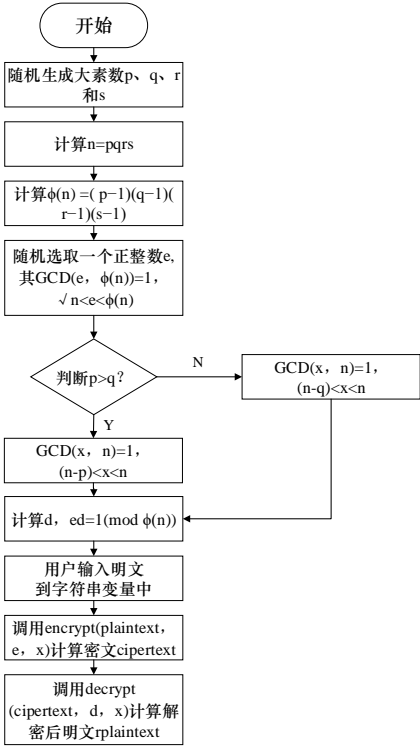 开始
随机生成大素数p、q、r
和s
计算n=pqrs
计算ϕ(n) =( p−1)(q−1)(
r−1)(s−1)
随机选取一个正整数e,
其GCD(e，ϕ(n))=1，
√n<e<ϕ(n)
判断p>q？
N
GCD(x，n)=1，
(n-q)<x<n
Y
GCD(x，n)=1，
(n-p)<x<n
计算d，ed=1(mod ϕ(n))
用户输入明文
到字符串变量中
调用encrypt(plaintext，
e，x)计算密文cipertext
调用decrypt
(cipertext，d，x)计算解
密后明文rplaintext